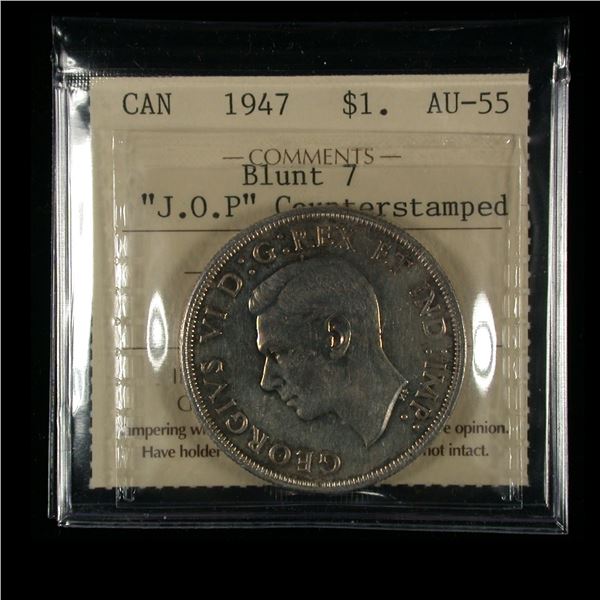 CAN 1947 $1. AU-55
COMMENTS
Blunt 7
"J.O.P" Counterstamped
GEORGIVS VI D:G:REX ET IND:IMP:
opinion.
Have holder not intact.